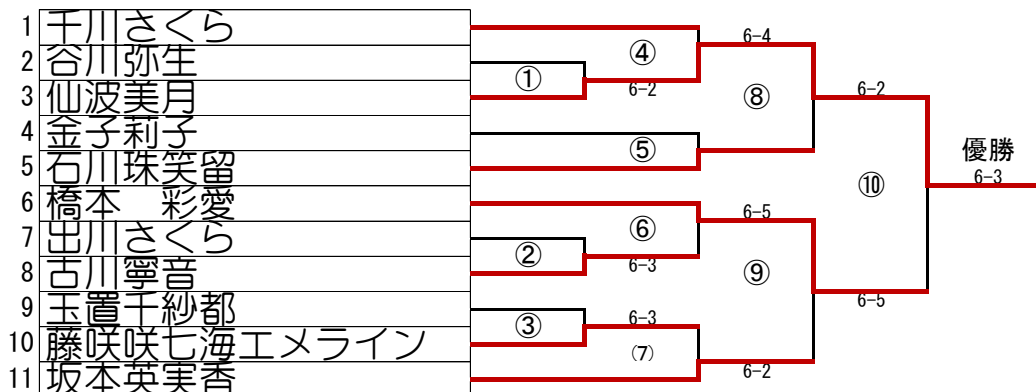 1 千川さくら
2 谷川弥生
3 仙波美月
4 金子莉子
5 石川珠笑留
6 橋本　彩愛
7 出川さくら
8 古川寧音
9 玉置千紗都
10 藤咲咲七海エメライン
11 坂本英実香
①
②
③
④
6-2
⑤
⑥
6-3
6-3
(7)
6-4
⑧
6-5
⑨
6-2
6-2
⑩
6-5
優勝
6-3